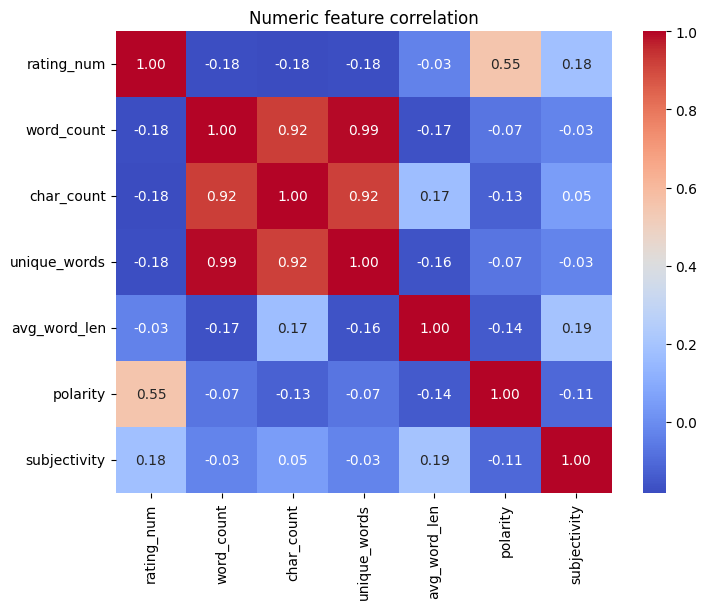 Numeric feature correlation
rating_num 1.00 -0.18 -0.18 -0.18 -0.03 0.55 0.18
word_count -0.18 1.00 0.92 0.99 -0.17 -0.07 -0.03
char_count -0.18 0.92 1.00 0.92 0.17 -0.13 0.05
unique_words -0.18 0.99 0.92 1.00 -0.16 -0.07 -0.03
avg_word_len -0.03 -0.17 0.17 -0.16 1.00 -0.14 0.19
polarity 0.55 -0.07 -0.13 -0.07 -0.14 1.00 -0.11
subjectivity 0.18 -0.03 0.05 -0.03 0.19 -0.11 1.00
rating_num word_count char_count unique_words avg_word_len polarity subjectivity
1.0
0.8
0.6
0.4
0.2
0.0